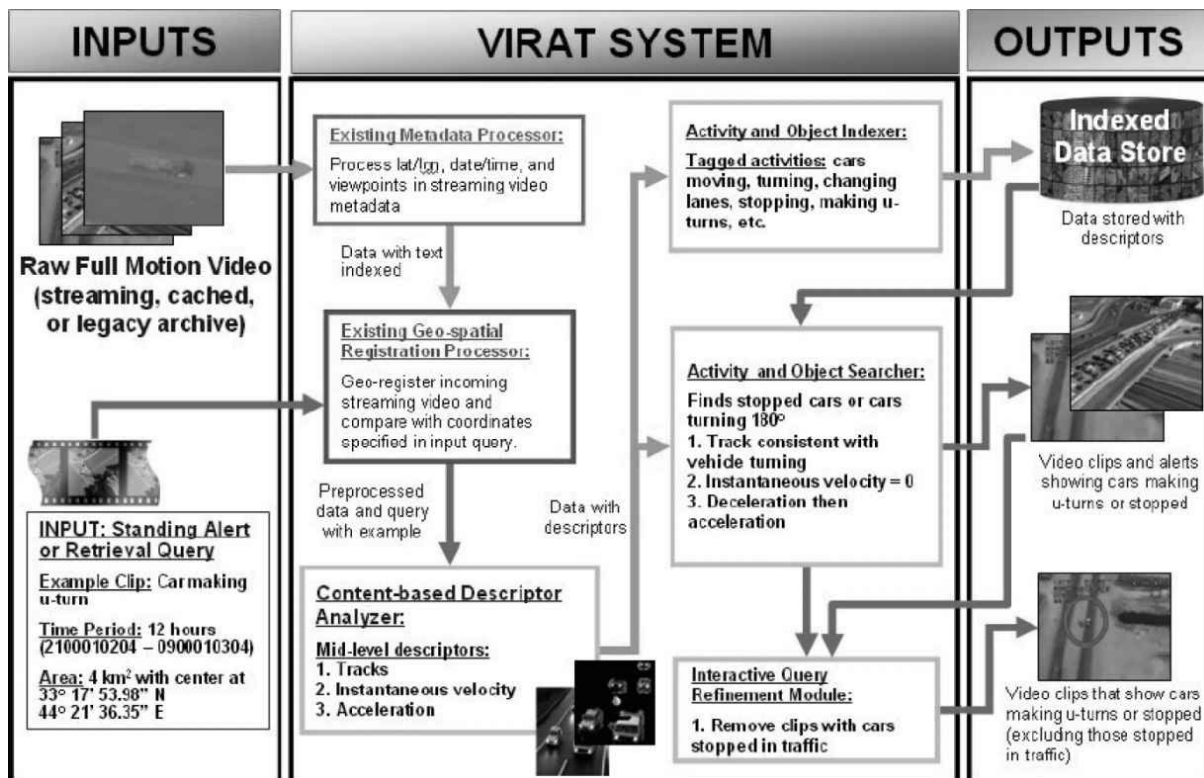 INPUTS
VIRAT SYSTEM
OUTPUTS
Raw Full Motion Video
(streaming, cached,
or legacy archive)
INPUT: Standing Alert
or Retrieval Query
Example Clip: Car making
u-turn
Time Period: 12 hours
(2100010204 – 0900010304)
Area: 4 km² with center at
33° 17' 53.98" N
44° 21' 36.35" E
Existing Metadata Processor:
Process lat/lgn, date/time, and
viewpoints in streaming video
metadata
Data with text
indexed
Existing Geo-spatial
Registration Processor:
Geo-register incoming
streaming video and
compare with coordinates
specified in input query.
Preprocessed
data and query
with example
Content-based Descriptor
Analyzer:
Mid-level descriptors:
1. Tracks
2. Instantaneous velocity
3. Acceleration
Data with
descriptors
Activity and Object Indexer:
Tagged activities: cars
moving, turning, changing
lanes, stopping, making u-
turns, etc.
Activity and Object Searcher:
Finds stopped cars or cars
turning 180°
1. Track consistent with
vehicle turning
2. Instantaneous velocity = 0
3. Deceleration then
acceleration
Interactive Query
Refinement Module:
1. Remove clips with cars
stopped in traffic
Indexed
Data Store
Data stored with
descriptors
Video clips and alerts
showing cars making
u-turns or stopped
Video clips that show cars
making u-turns or stopped
(excluding those stopped
in traffic)